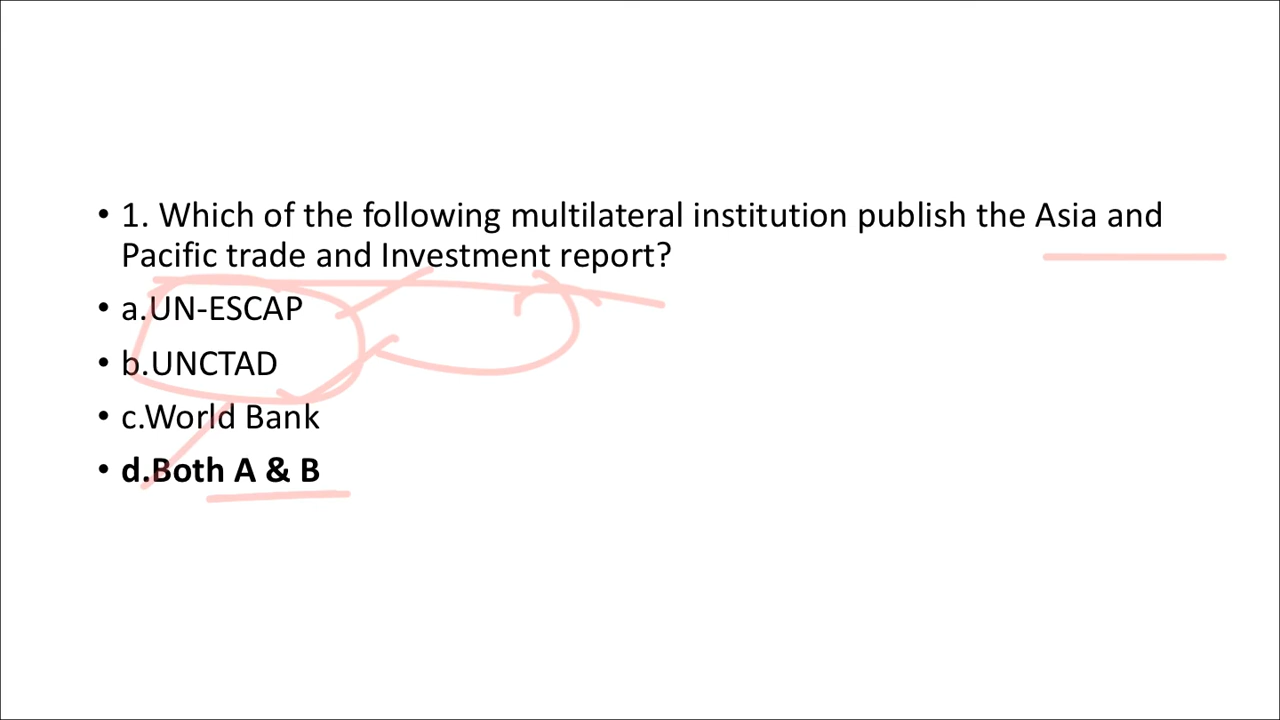 • 1. Which of the following multilateral institution publish the Asia and
Pacific trade and Investment report?
• a.UN-ESCAP
• b.UNCTAD
• c.World Bank
• d.Both A & B